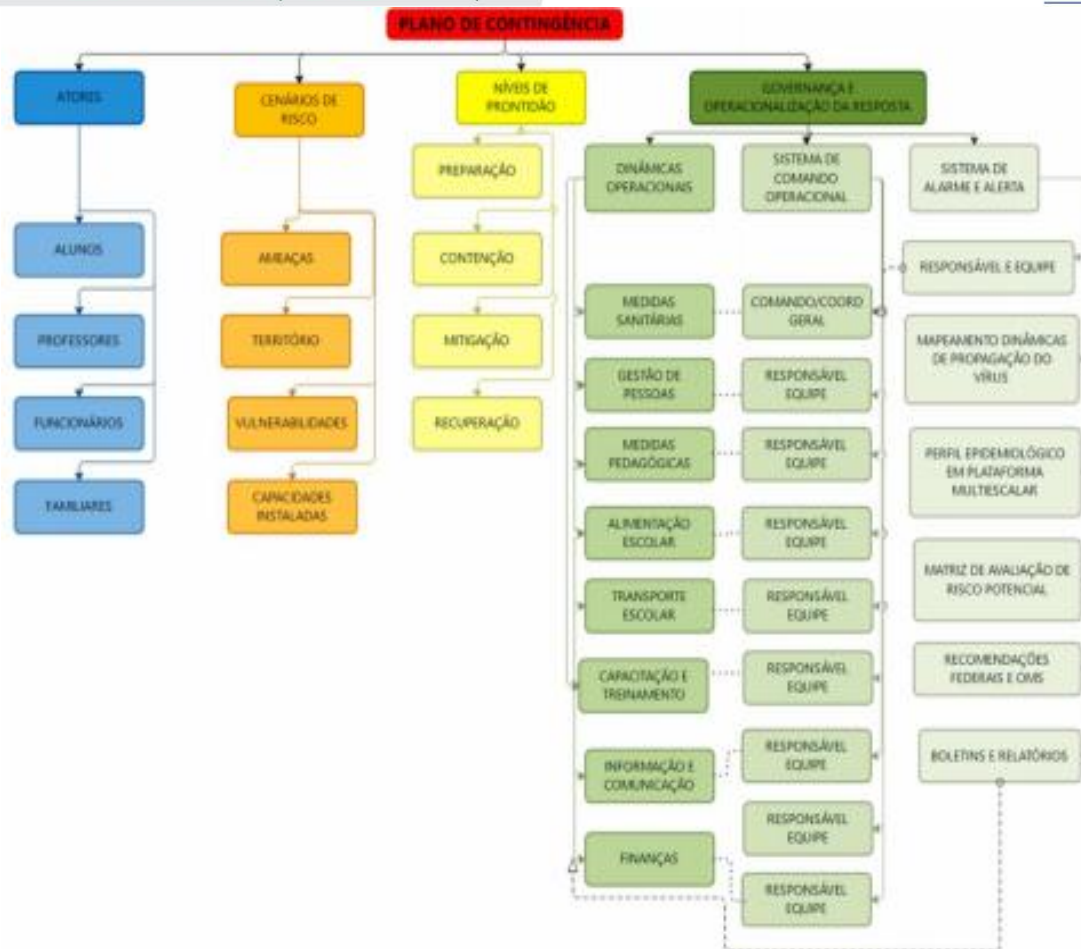 PLANO DE CONTINGÊNCIA
ATORES
CENÁRIOS DE
RISCO
NÍVEIS DE
PRONTIDÃO
GOVERNANÇA E
OPERACIONALIZAÇÃO DA RESPOSTA
ALUNOS
PROFESSORES
FUNCIONÁRIOS
FAMILIARES
AMEAÇAS
TERRITÓRIO
VULNERABILIDADES
CAPACIDADES
INSTALADAS
PREPARAÇÃO
CONTENÇÃO
MITIGAÇÃO
RECUPERAÇÃO
DINÂMICAS
OPERACIONAIS
MEDIDAS
SANITÁRIAS
GESTÃO DE
PESSOAS
MEDIDAS
PEDAGÓGICAS
ALIMENTAÇÃO
ESCOLAR
TRANSPORTE
ESCOLAR
CAPACITAÇÃO E
TREINAMENTO
INFORMAÇÃO E
COMUNICAÇÃO
FINANÇAS
SISTEMA DE
COMANDO
OPERACIONAL
COMANDO/COORD
GERAL
RESPONSÁVEL
EQUIPE
RESPONSÁVEL
EQUIPE
RESPONSÁVEL
EQUIPE
RESPONSÁVEL
EQUIPE
RESPONSÁVEL
EQUIPE
RESPONSÁVEL
EQUIPE
RESPONSÁVEL
EQUIPE
RESPONSÁVEL
EQUIPE
SISTEMA DE
ALARME E ALERTA
RESPONSÁVEL E EQUIPE
MAPEAMENTO DINÂMICAS
DE PROPAGAÇÃO DO
VÍRUS
PERFIL EPIDEMIOLÓGICO
EM PLATAFORMA
MULTIESCALAR
MATRIZ DE AVALIAÇÃO DE
RISCO POTENCIAL
RECOMENDAÇÕES
FEDERAIS E OMS
BOLETINS E RELATÓRIOS